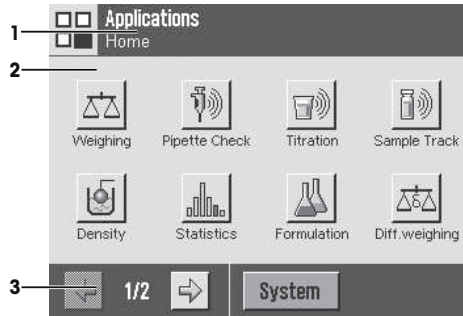 Applications
1
Home
2
Weighing Pipette Check Titration Sample Track
Density Statistics Formulation Diff.weighing
3 1/2 System